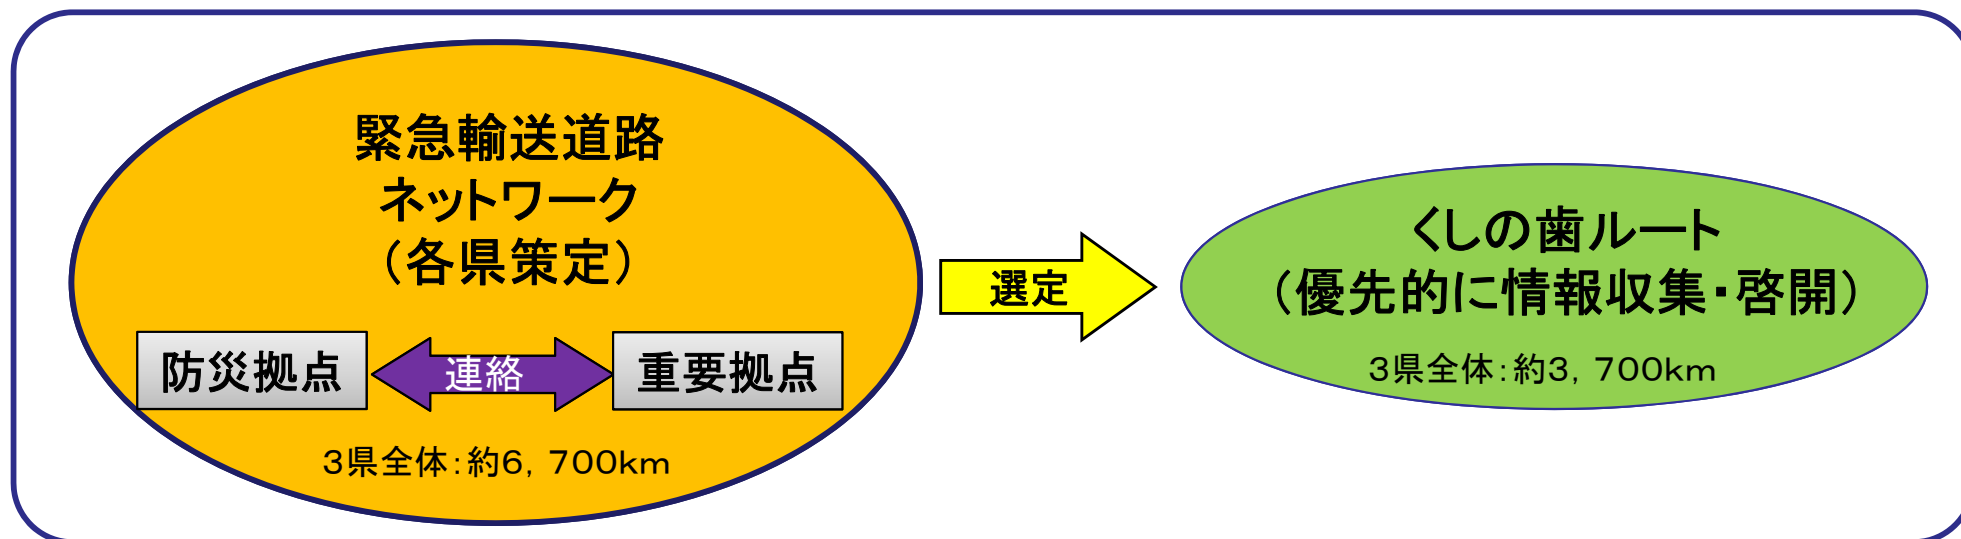 緊急輸送道路
ネットワーク
（各県策定）
防災拠点
連絡
重要拠点
3県全体：約6，700km
選定
くしの歯ルート
（優先的に情報収集・啓開）
3県全体：約3，700km